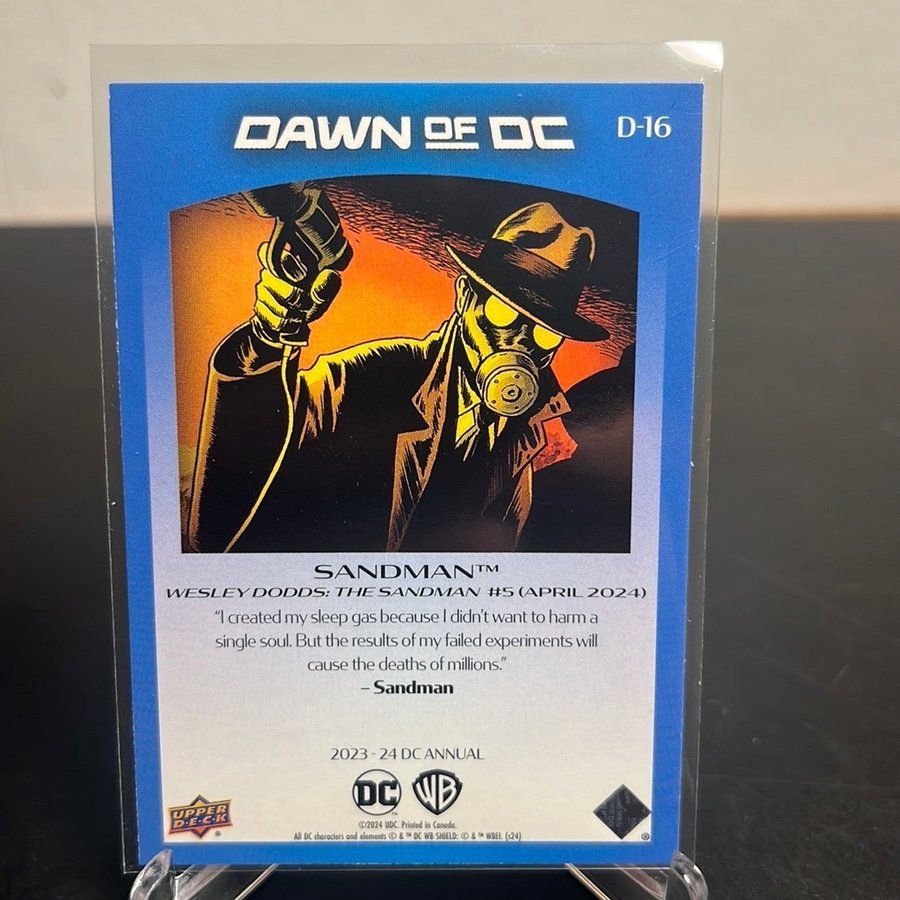 DAWN OF DC
D-16
SANDMAN™
WESLEY DODDS: THE SANDMAN #5 (APRIL 2024)
“I created my sleep gas because I didn’t want to harm a
single soul. But the results of my failed experiments will
cause the deaths of millions.”
– Sandman
2023 - 24 DC ANNUAL
DC
WB
UPPER
DECK
®
©2024 UDC. Printed in Canada.
All DC characters and elements © & ™ DC WB SHIELD: © & ™ WBEI. (s24)
®